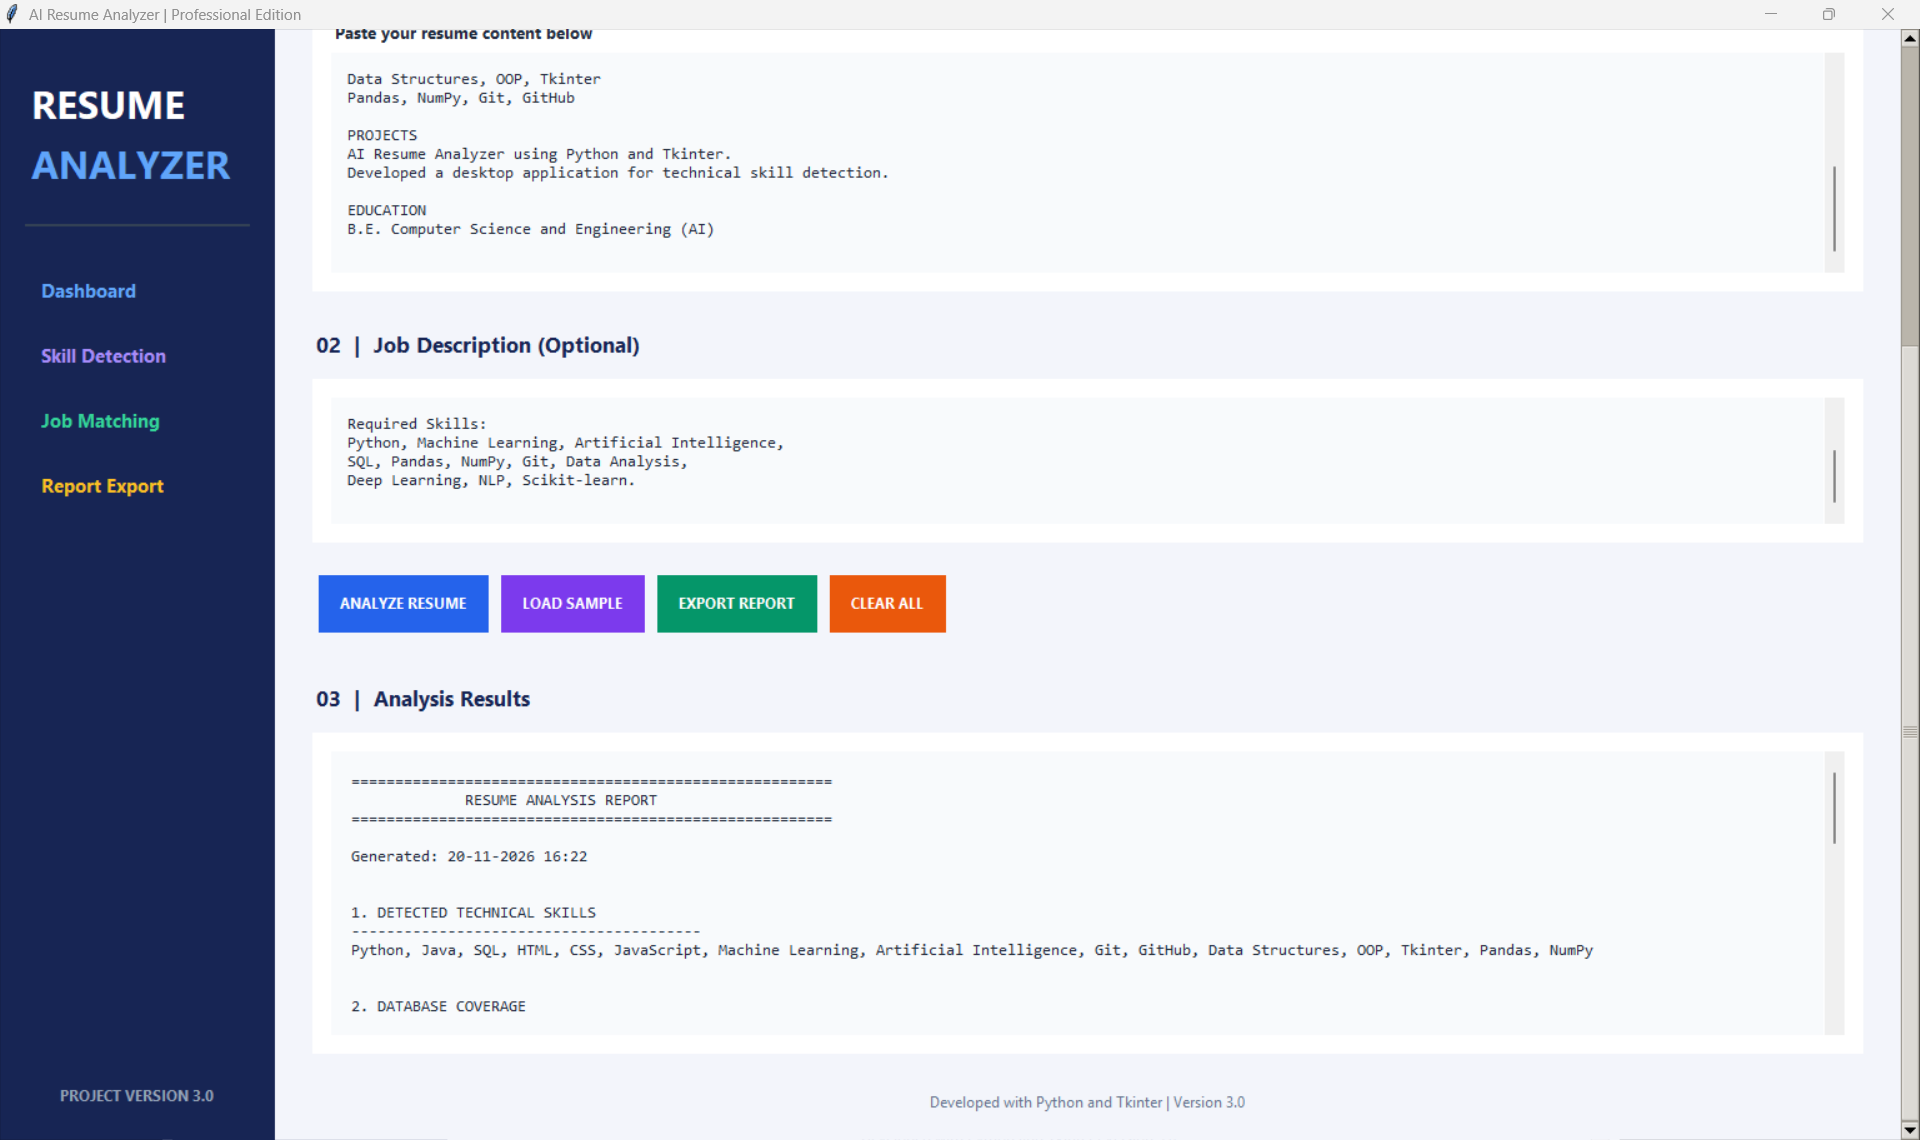 AI Resume Analyzer | Professional Edition
RESUME
ANALYZER
Dashboard
Skill Detection
Job Matching
Report Export
PROJECT VERSION 3.0
Paste your resume content below
Data Structures, OOP, Tkinter
Pandas, NumPy, Git, GitHub
PROJECTS
AI Resume Analyzer using Python and Tkinter.
Developed a desktop application for technical skill detection.
EDUCATION
B.E. Computer Science and Engineering (AI)
02 | Job Description (Optional)
Required Skills:
Python, Machine Learning, Artificial Intelligence,
SQL, Pandas, NumPy, Git, Data Analysis,
Deep Learning, NLP, Scikit-learn.
ANALYZE RESUME
LOAD SAMPLE
EXPORT REPORT
CLEAR ALL
03 | Analysis Results
=======================================================
RESUME ANALYSIS REPORT
=======================================================
Generated: 20-11-2026 16:22
1. DETECTED TECHNICAL SKILLS
----------------------------------------
Python, Java, SQL, HTML, CSS, JavaScript, Machine Learning, Artificial Intelligence, Git, GitHub, Data Structures, OOP, Tkinter, Pandas, NumPy
2. DATABASE COVERAGE
Developed with Python and Tkinter | Version 3.0